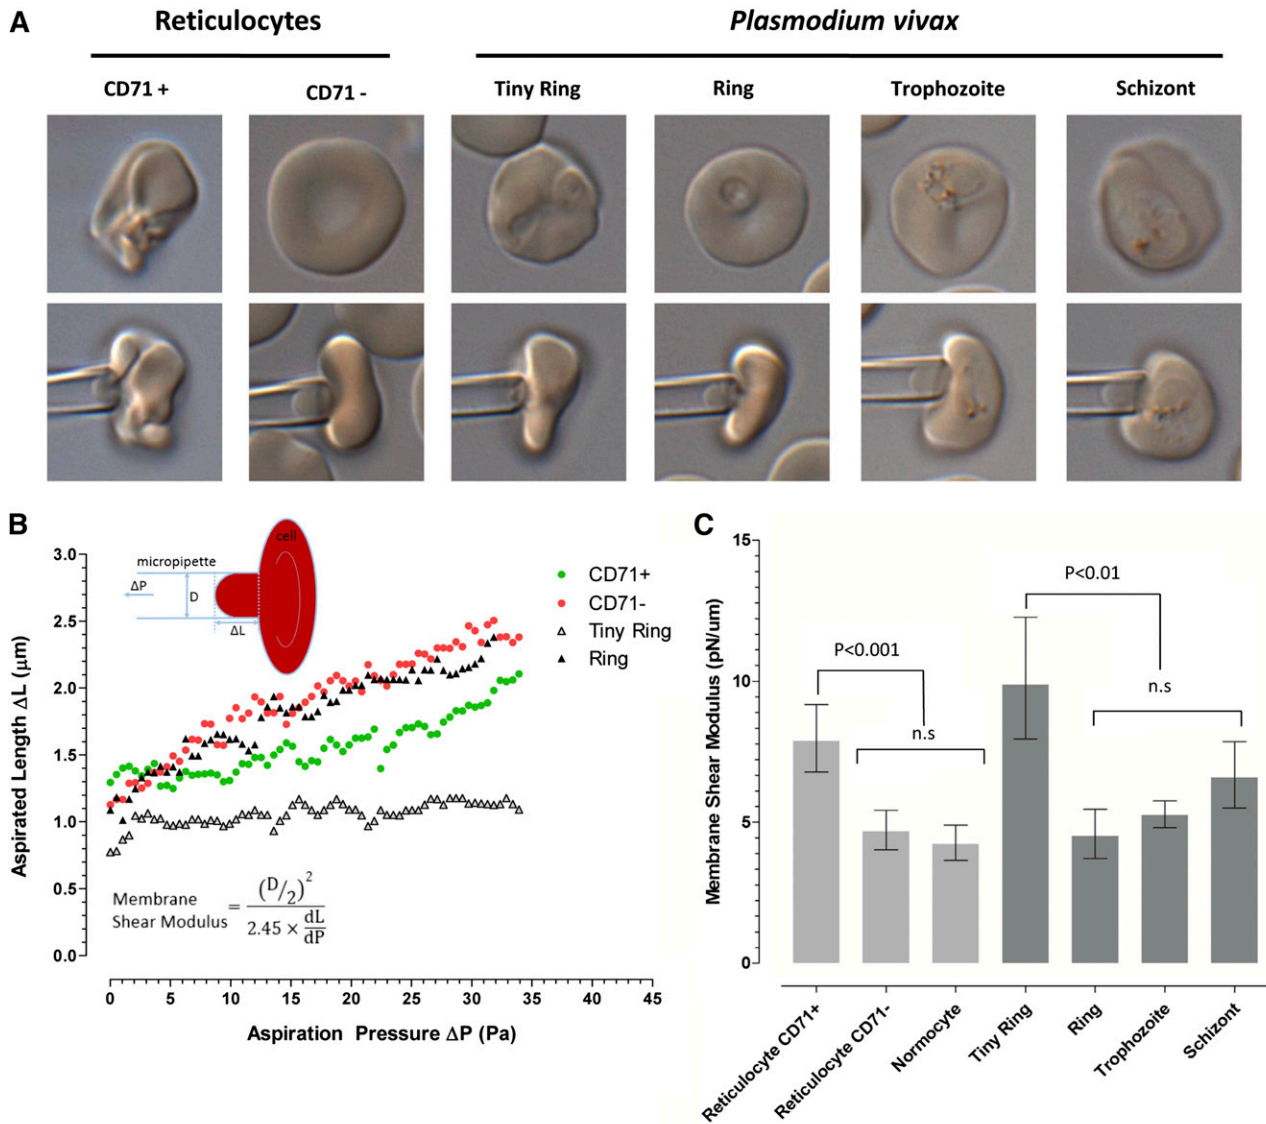 A
Reticulocytes
Plasmodium vivax
CD71 +
CD71 -
Tiny Ring
Ring
Trophozoite
Schizont
B
Aspirated Length ΔL (μm)
3.0
2.5
2.0
1.5
1.0
0.5
0.0
micropipette
cell
ΔP
D
ΔL
CD71+
CD71-
Tiny Ring
Ring
Membrane
Shear Modulus
=
(D/2)²
2.45 × dL/dP
0 5 10 15 20 25 30 35 40 45
Aspiration Pressure ΔP (Pa)
C
Membrane Shear Modulus (pN/um)
15
10
5
0
P<0.001
n.s
P<0.01
n.s
Reticulocyte CD71+
Reticulocyte CD71-
Normocyte
Tiny Ring
Ring
Trophozoite
Schizont